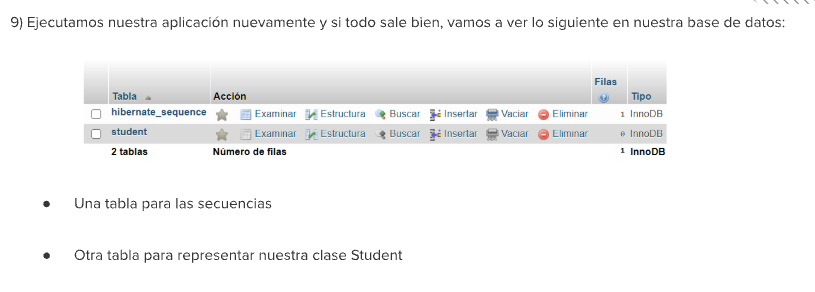 9) Ejecutamos nuestra aplicación nuevamente y si todo sale bien, vamos a ver lo siguiente en nuestra base de datos:
Filas
Tabla Acción Tipo
hibernate_sequence Examinar Estructura Buscar Insertar Vaciar Eliminar 1 InnoDB
student Examinar Estructura Buscar Insertar Vaciar Eliminar 0 InnoDB
2 tablas Número de filas 1 InnoDB
● Una tabla para las secuencias
● Otra tabla para representar nuestra clase Student